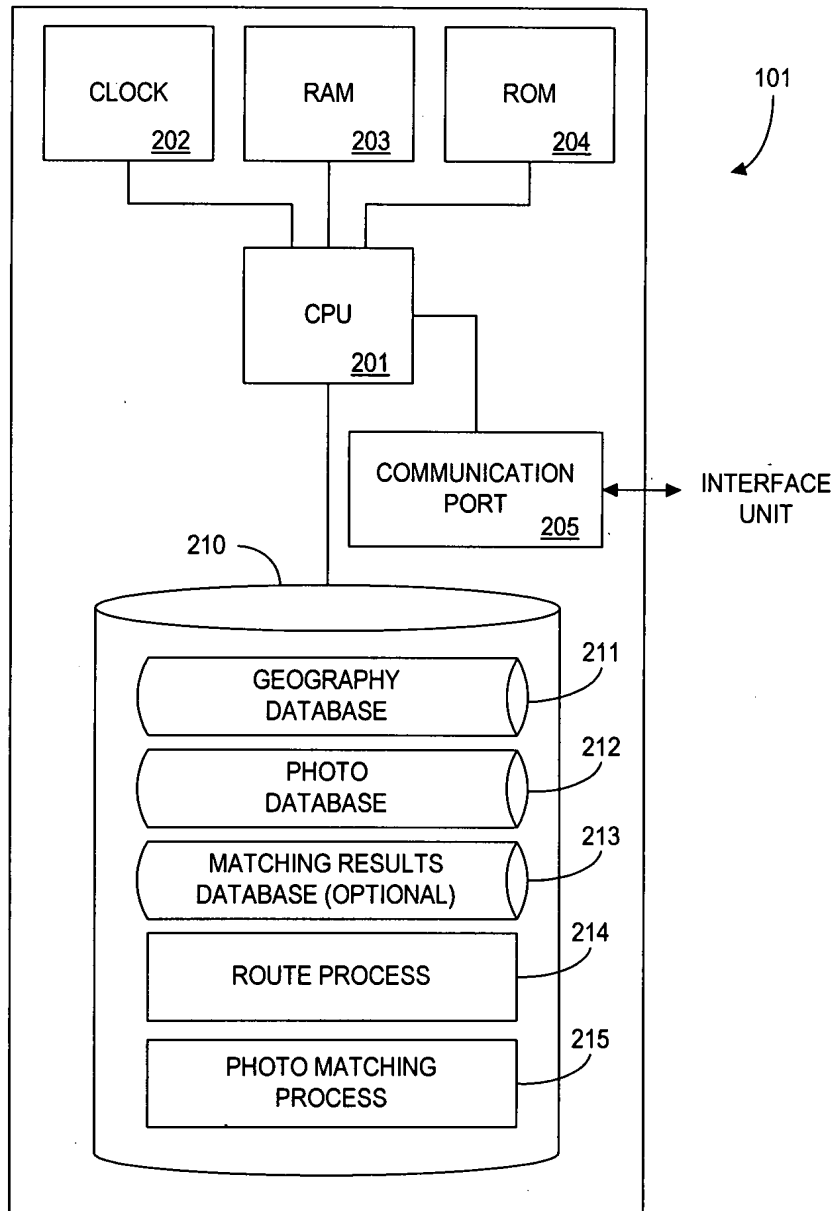 CLOCK
202
RAM
203
ROM
204
101
CPU
201
COMMUNICATION
PORT
205
INTERFACE
UNIT
210
GEOGRAPHY
DATABASE
211
PHOTO
DATABASE
212
MATCHING RESULTS
DATABASE (OPTIONAL)
213
ROUTE PROCESS
214
PHOTO MATCHING
PROCESS
215